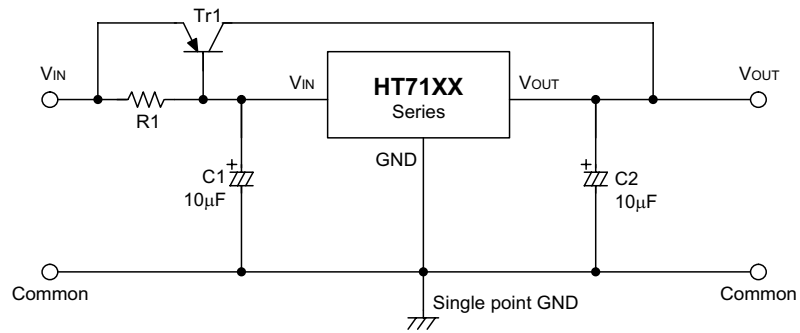 Tr1
VIN
R1
VIN
HT71XX
Series
VOUT
VOUT
GND
C1
10μF
C2
10μF
Common
Single point GND
Common